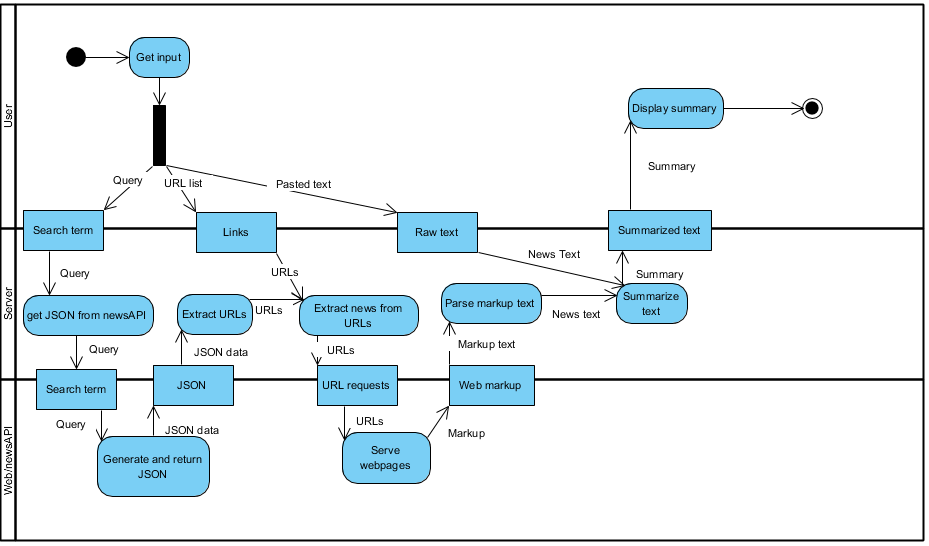 User
Get input
Display summary
Query
URL list
Pasted text
Summary
Search term
Links
Raw text
Summarized text
Server
Query
URLs
News Text
Summary
get JSON from newsAPI
Extract URLs
URLs
Extract news from
URLs
Parse markup text
News text
Summarize
text
Query
JSON data
URLs
Markup text
Search term
JSON
URL requests
Web markup
Web/newsAPI
Query
JSON data
URLs
Markup
Generate and return
JSON
Serve
webpages